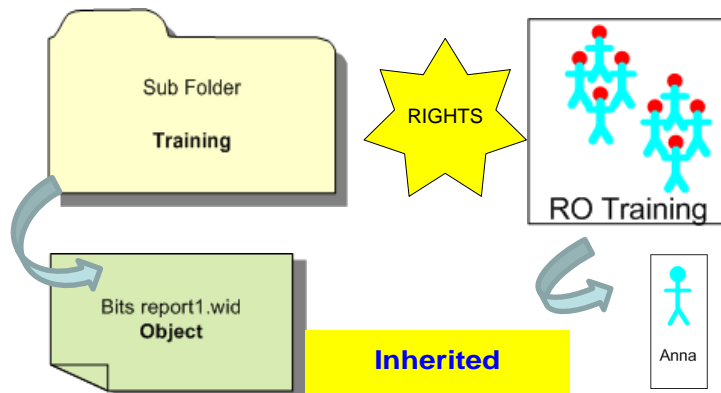 Sub Folder
Training
RIGHTS
RO Training
Bits report1.wid
Object
Inherited
Anna